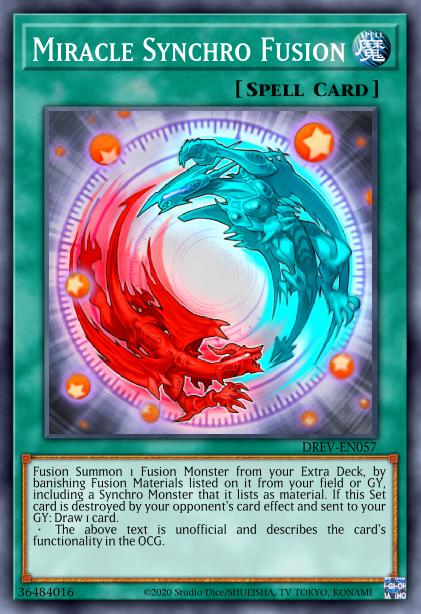 MIRACLE SYNCHRO FUSION
[SPELL CARD]
DREV-EN057
Fusion Summon 1 Fusion Monster from your Extra Deck, by
banishing Fusion Materials listed on it from your field or GY,
including a Synchro Monster that it lists as material. If this Set
card is destroyed by your opponent's card effect and sent to your
GY: Draw 1 card.
· The above text is unofficial and describes the card's
functionality in the OCG.
36484016
©2020 Studio Dice/SHUEISHA, TV TOKYO, KONAMI